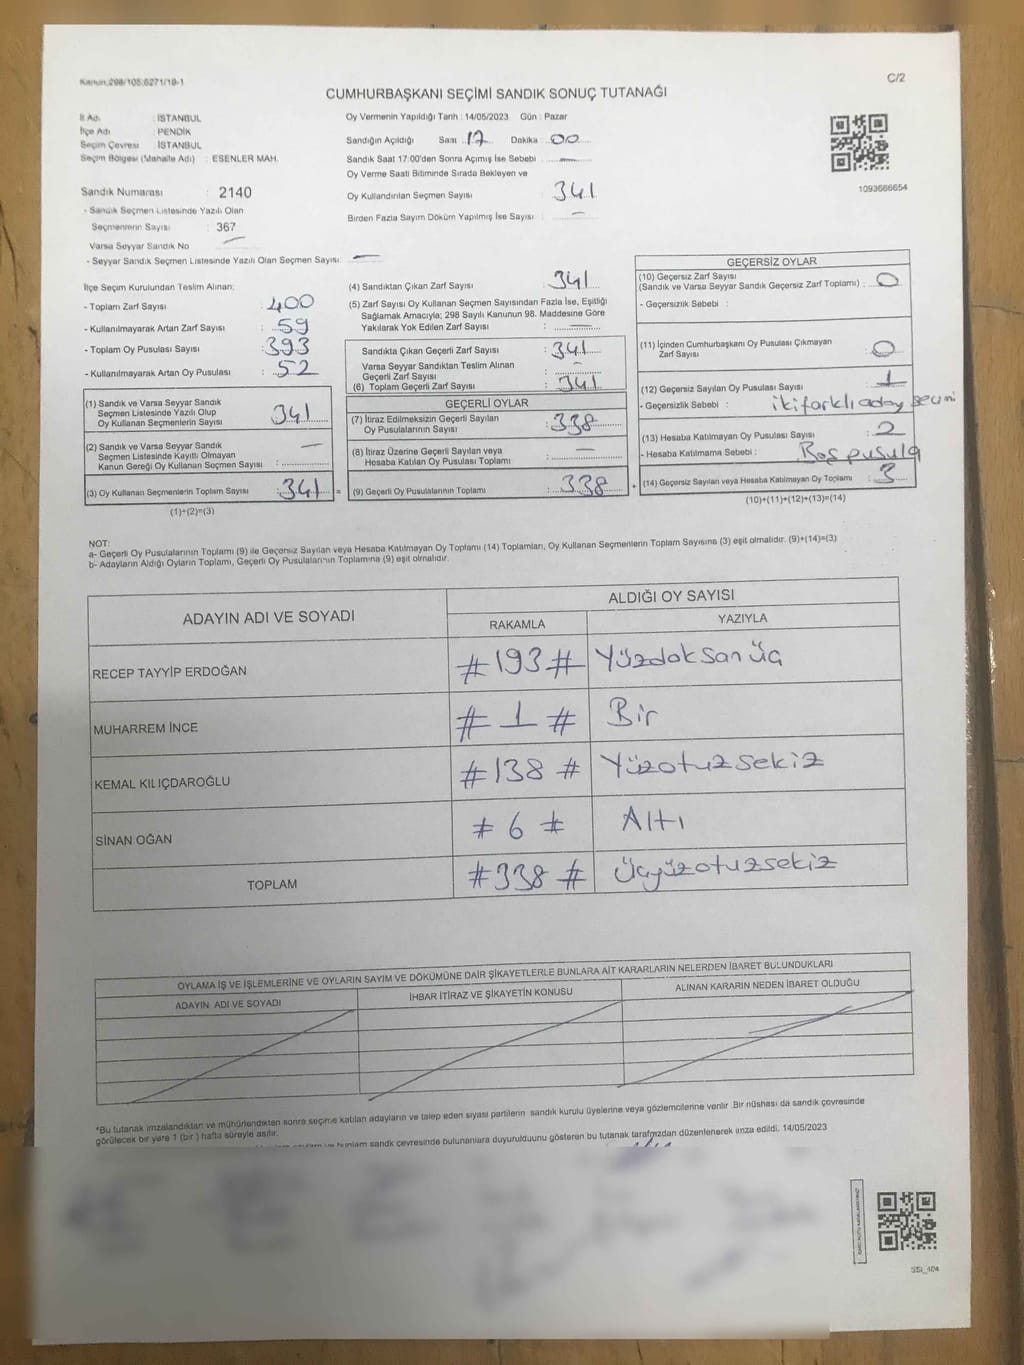 Kanun:298/105;6271/19-1
C/2
CUMHURBAŞKANI SEÇİMİ SANDIK SONUÇ TUTANAĞI
İl Adı : İSTANBUL
İlçe Adı : PENDİK
Seçim Çevresi : İSTANBUL
Seçim Bölgesi (Mahalle Adı) : ESENLER MAH.
Sandık Numarası : 2140
- Sandık Seçmen Listesinde Yazılı Olan
Seçmenlerin Sayısı : 367
Varsa Seyyar Sandık No
- Seyyar Sandık Seçmen Listesinde Yazılı Olan Seçmen Sayısı: —
Oy Vermenin Yapıldığı Tarih : 14/05/2023 Gün : Pazar
Sandığın Açıldığı Saat : 17 Dakika : 00
Sandık Saat 17:00'den Sonra Açımış İse Sebebi : —
Oy Verme Saati Bitiminde Sırada Bekleyen ve
Oy Kullandırılan Seçmen Sayısı : 341
Birden Fazla Sayım Döküm Yapılmış İse Sayısı : —
1093666654
İlçe Seçim Kurulundan Teslim Alınan;
- Toplam Zarf Sayısı : 400
- Kullanılmayarak Artan Zarf Sayısı : 59
- Toplam Oy Pusulası Sayısı : 393
- Kullanılmayarak Artan Oy Pusulası : 52
(1) Sandık ve Varsa Seyyar Sandık
Seçmen Listesinde Yazılı Olup
Oy Kullanan Seçmenlerin Sayısı : 341
(2) Sandık ve Varsa Seyyar Sandık
Seçmen Listesinde Kayıtlı Olmayan
Kanun Gereği Oy Kullanan Seçmen Sayısı : —
(3) Oy Kullanan Seçmenlerin Toplam Sayısı : 341 =
(1)+(2)=(3)
(4) Sandıktan Çıkan Zarf Sayısı : 341
(5) Zarf Sayısı Oy Kullanan Seçmen Sayısından Fazla İse, Eşitliği
Sağlamak Amacıyla; 298 Sayılı Kanunun 98. Maddesine Göre
Yakılarak Yok Edilen Zarf Sayısı : —
Sandıkta Çıkan Geçerli Zarf Sayısı : 341
Varsa Seyyar Sandıktan Teslim Alınan
Geçerli Zarf Sayısı : —
(6) Toplam Geçerli Zarf Sayısı : 341
GEÇERLİ OYLAR
(7) İtiraz Edilmeksizin Geçerli Sayılan
Oy Pusulalarının Sayısı : 338
(8) İtiraz Üzerine Geçerli Sayılan veya
Hesaba Katılan Oy Pusulası Toplamı : —
(9) Geçerli Oy Pusulalarının Toplamı : 338 +
GEÇERSİZ OYLAR
(10) Geçersiz Zarf Sayısı
(Sandık ve Varsa Seyyar Sandık Geçersiz Zarf Toplamı) : 0
- Geçersizlik Sebebi :
(11) İçinden Cumhurbaşkanı Oy Pusulası Çıkmayan
Zarf Sayısı : 0
(12) Geçersiz Sayılan Oy Pusulası Sayısı : 1
- Geçersizlik Sebebi : iki farklı aday seçimi
(13) Hesaba Katılmayan Oy Pusulası Sayısı : 2
- Hesaba Katılmama Sebebi : Boş pusula
(14) Geçersiz Sayılan veya Hesaba Katılmayan Oy Toplamı : 3
(10)+(11)+(12)+(13)=(14)
NOT:
a- Geçerli Oy Pusulalarının Toplamı (9) ile Geçersiz Sayılan veya Hesaba Katılmayan Oy Toplamı (14) Toplamları, Oy Kullanan Seçmenlerin Toplam Sayısına (3) eşit olmalıdır. (9)+(14)=(3)
b- Adayların Aldığı Oyların Toplamı, Geçerli Oy Pusulalarının Toplamına (9) eşit olmalıdır.
ADAYIN ADI VE SOYADI
ALDIĞI OY SAYISI
RAKAMLA
YAZIYLA
RECEP TAYYİP ERDOĞAN #193# Yüzdoksanüç
MUHARREM İNCE # 1 # Bir
KEMAL KILIÇDAROĞLU #138 # Yüzotuzsekiz
SİNAN OĞAN # 6 # Altı
TOPLAM #338 # Üçyüzotuzsekiz
OYLAMA İŞ VE İŞLEMLERİNE VE OYLARIN SAYIM VE DÖKÜMÜNE DAİR ŞİKAYETLERLE BUNLARA AİT KARARLARIN NELERDEN İBARET BULUNDUKLARI
ADAYIN ADI VE SOYADI
İHBAR İTİRAZ VE ŞİKAYETİN KONUSU
ALINAN KARARIN NEDEN İBARET OLDUĞU
*Bu tutanak imzalandıktan ve mühürlendikten sonra seçime katılan adayların ve talep eden siyasi partilerin sandık kurulu üyelerine veya gözlemcilerine verilir. Bir nüshası da sandık çevresinde
görülecek bir yere 1 (bir) hafta süreyle asılır.
sandık çevresinde bulunanlara duyurulduunu gösteren bu tutanak tarafımızdan düzenlenerek imza edildi. 14/05/2023